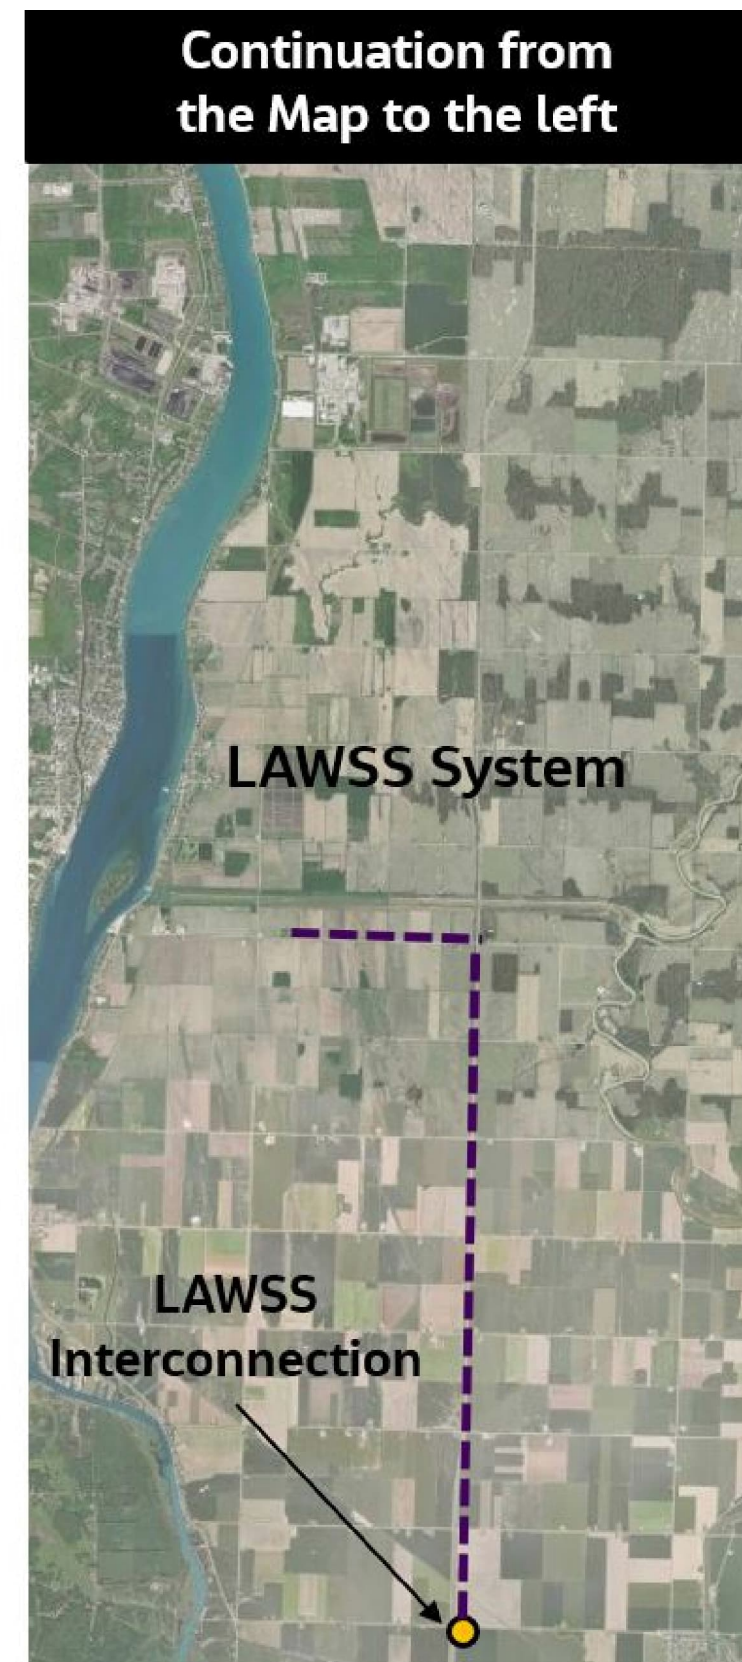 Continuation from
the Map to the left
LAWSS System
LAWSS
Interconnection